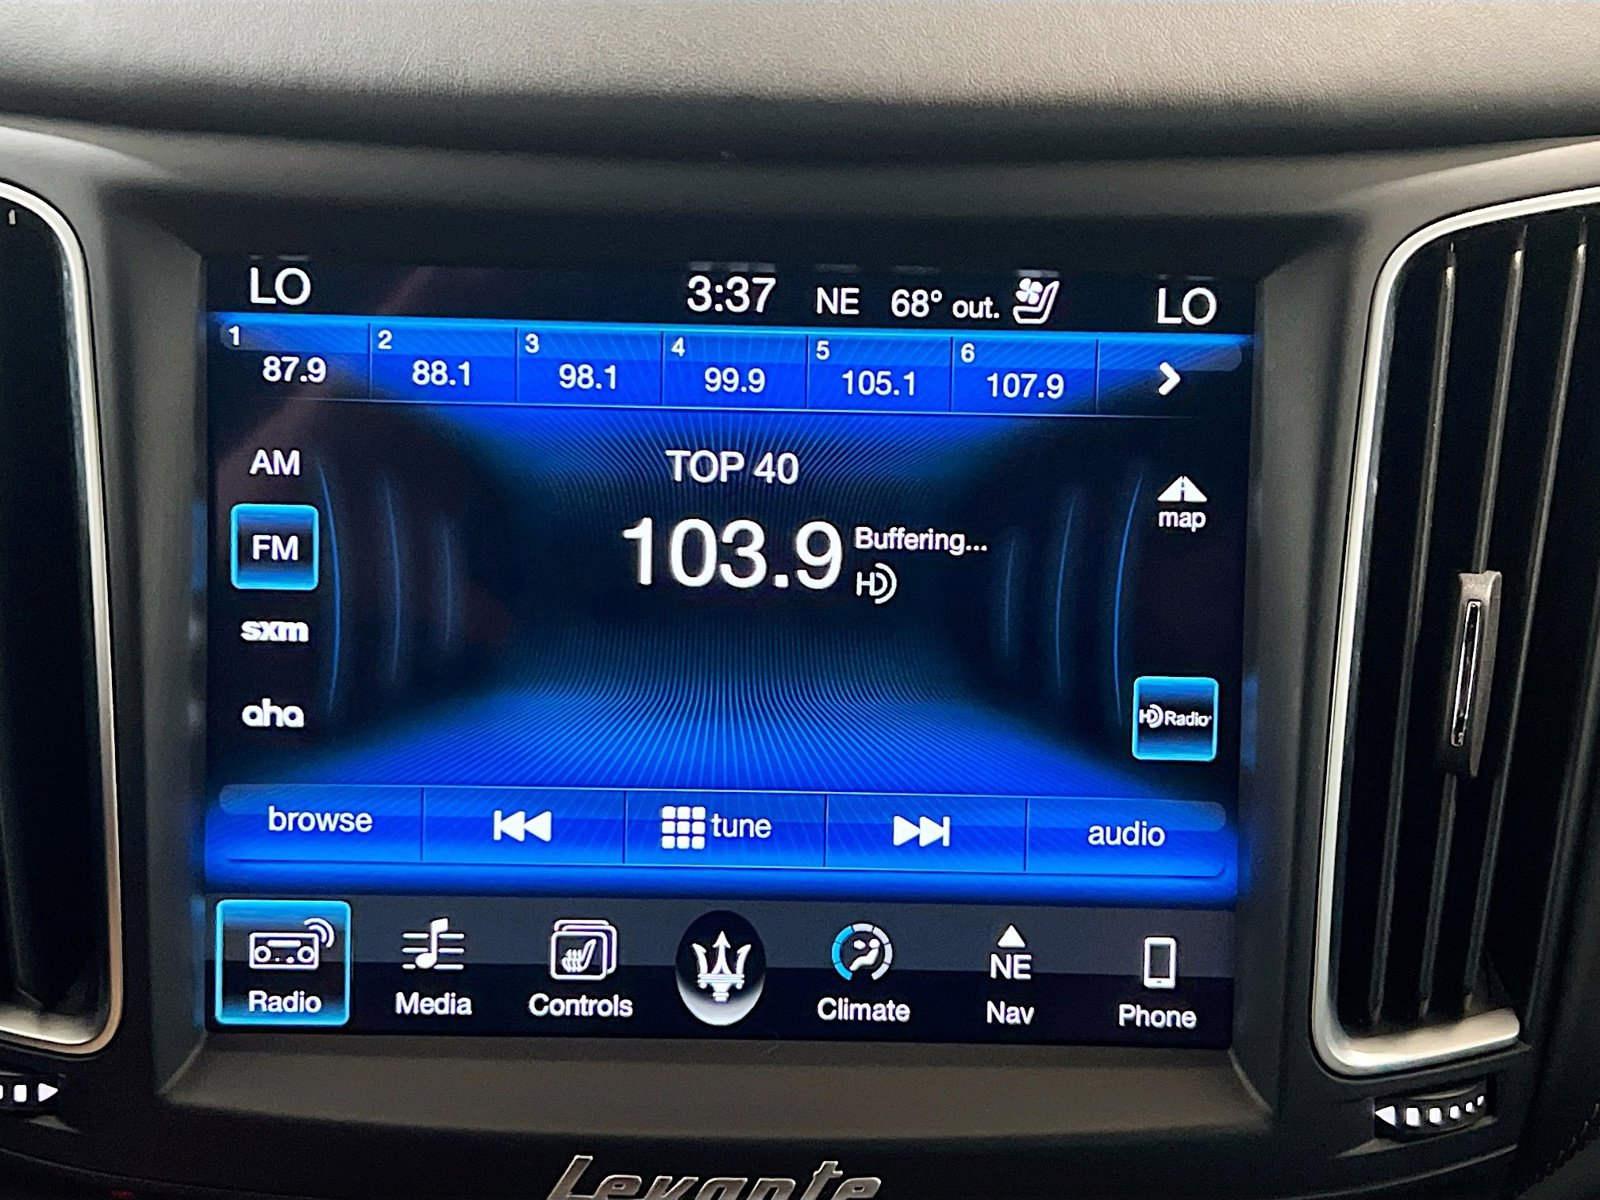 LO 3:37 NE 68° out. LO
1 2 3 4 5 6
87.9 88.1 98.1 99.9 105.1 107.9
AM
TOP 40
map
FM
103.9 Buffering...
HD
sxm
aha
HD Radio
browse tune audio
NE
Radio Media Controls Climate Nav Phone
Levante